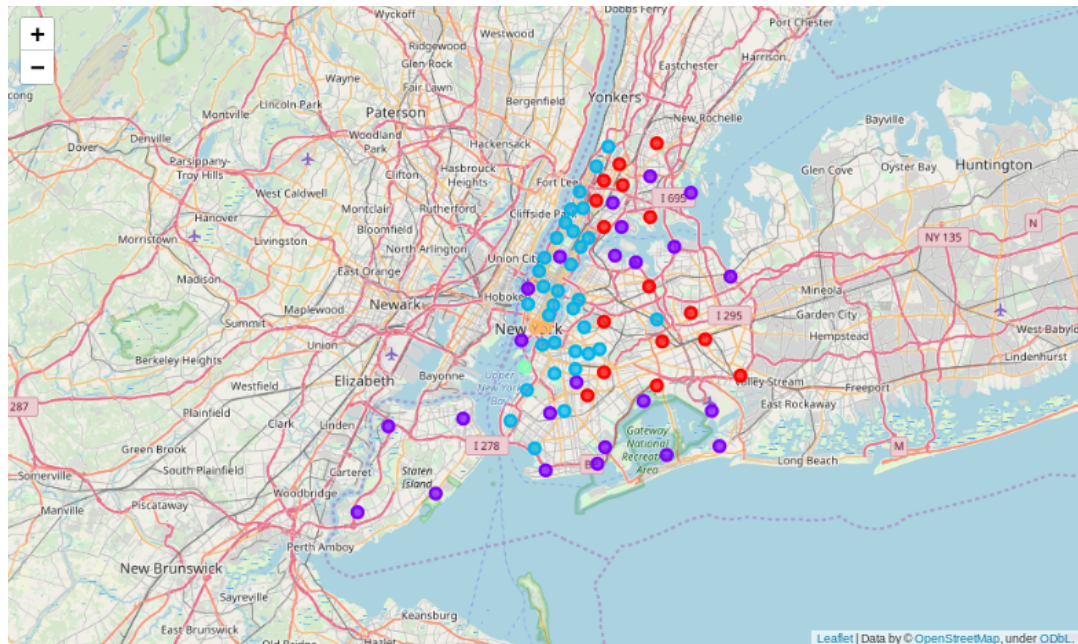 +
−
Wyckoff
Westwood
Dobbs Ferry
Port Chester
Ridgewood
Glen Rock
Harrison
Eastchester
Wayne
Fair Lawn
Lincoln Park
Bergenfield
Yonkers
Montville
Paterson
New Rochelle
Bayville
Denville
Woodland Park
Hackensack
Dover
Parsippany-
Troy Hills
Hasbrouck
Heights
Glen Cove
Oyster Bay
Huntington
Clifton
Fort Lee
West Caldwell
Montclair
Rutherford
I 695
Hanover
Cliffside Park
Bloomfield
N
Morristown
Livingston
North Arlington
NY 135
Union City
East Orange
Madison
Mineola
Newark
Hoboken
Maplewood
Garden City
Summit
New York
I 295
Hempstead
West Babylon
Union
Lindenhurst
Berkeley Heights
Elizabeth
Bayonne
Upper
New York
Bay
Valley Stream
Freeport
Westfield
287
Plainfield
East Rockaway
Linden
Clark
Gateway
National
Recreation
Area
Green Brook
I 278
M
Carteret
Long Beach
South Plainfield
Staten
Island
B
Somerville
Woodbridge
Piscataway
Manville
Perth Amboy
New Brunswick
Sayreville
Keansburg
East Brunswick
Old Bridge
Hazlet
Leaflet | Data by © OpenStreetMap, under ODbL.